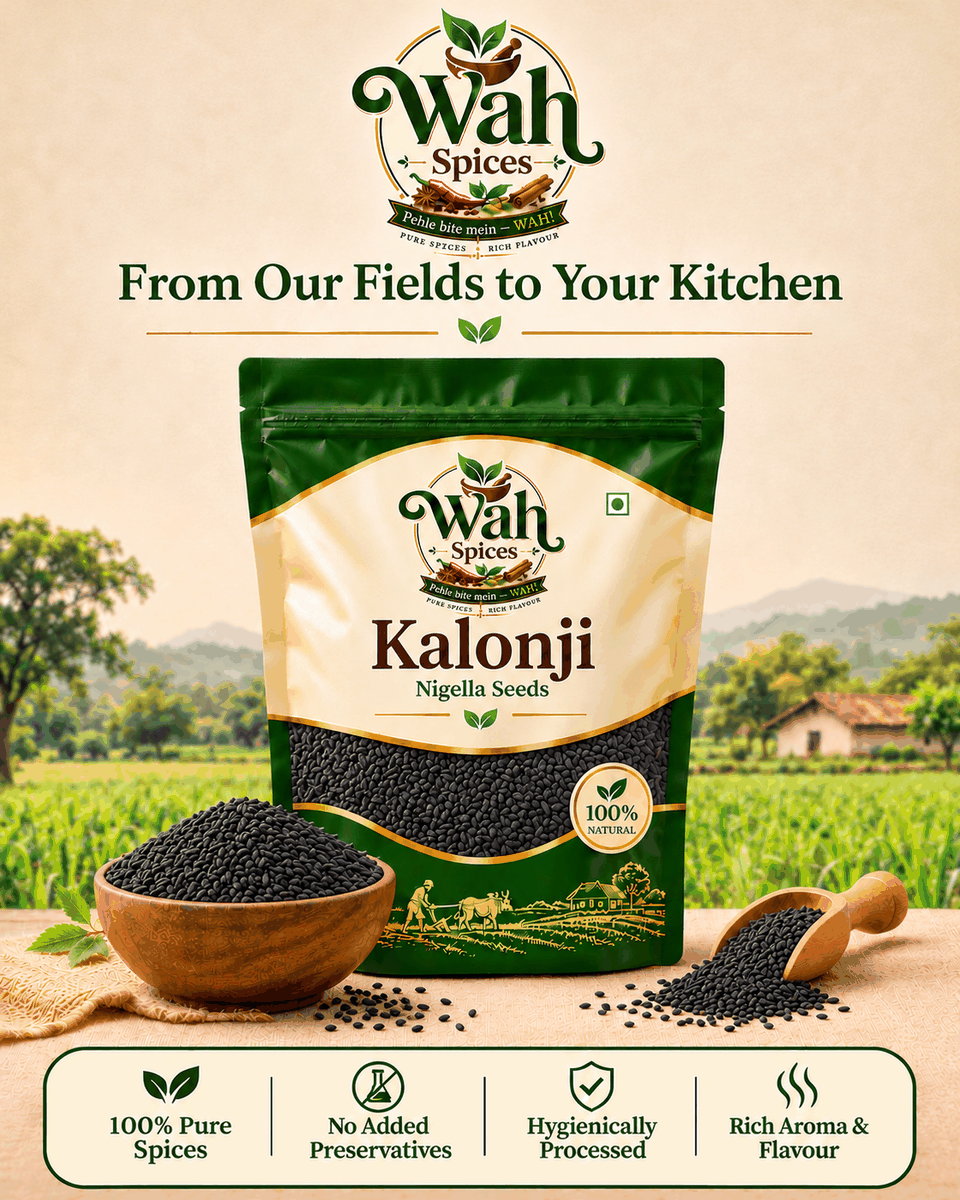 Wah
Spices
Pehle bite mein – WAH!
PURE SPICES RICH FLAVOUR
From Our Fields to Your Kitchen
Wah
Spices
Pehle bite mein – WAH!
PURE SPICES RICH FLAVOUR
Kalonji
Nigella Seeds
100%
NATURAL
100% Pure
Spices
No Added
Preservatives
Hygienically
Processed
Rich Aroma &
Flavour